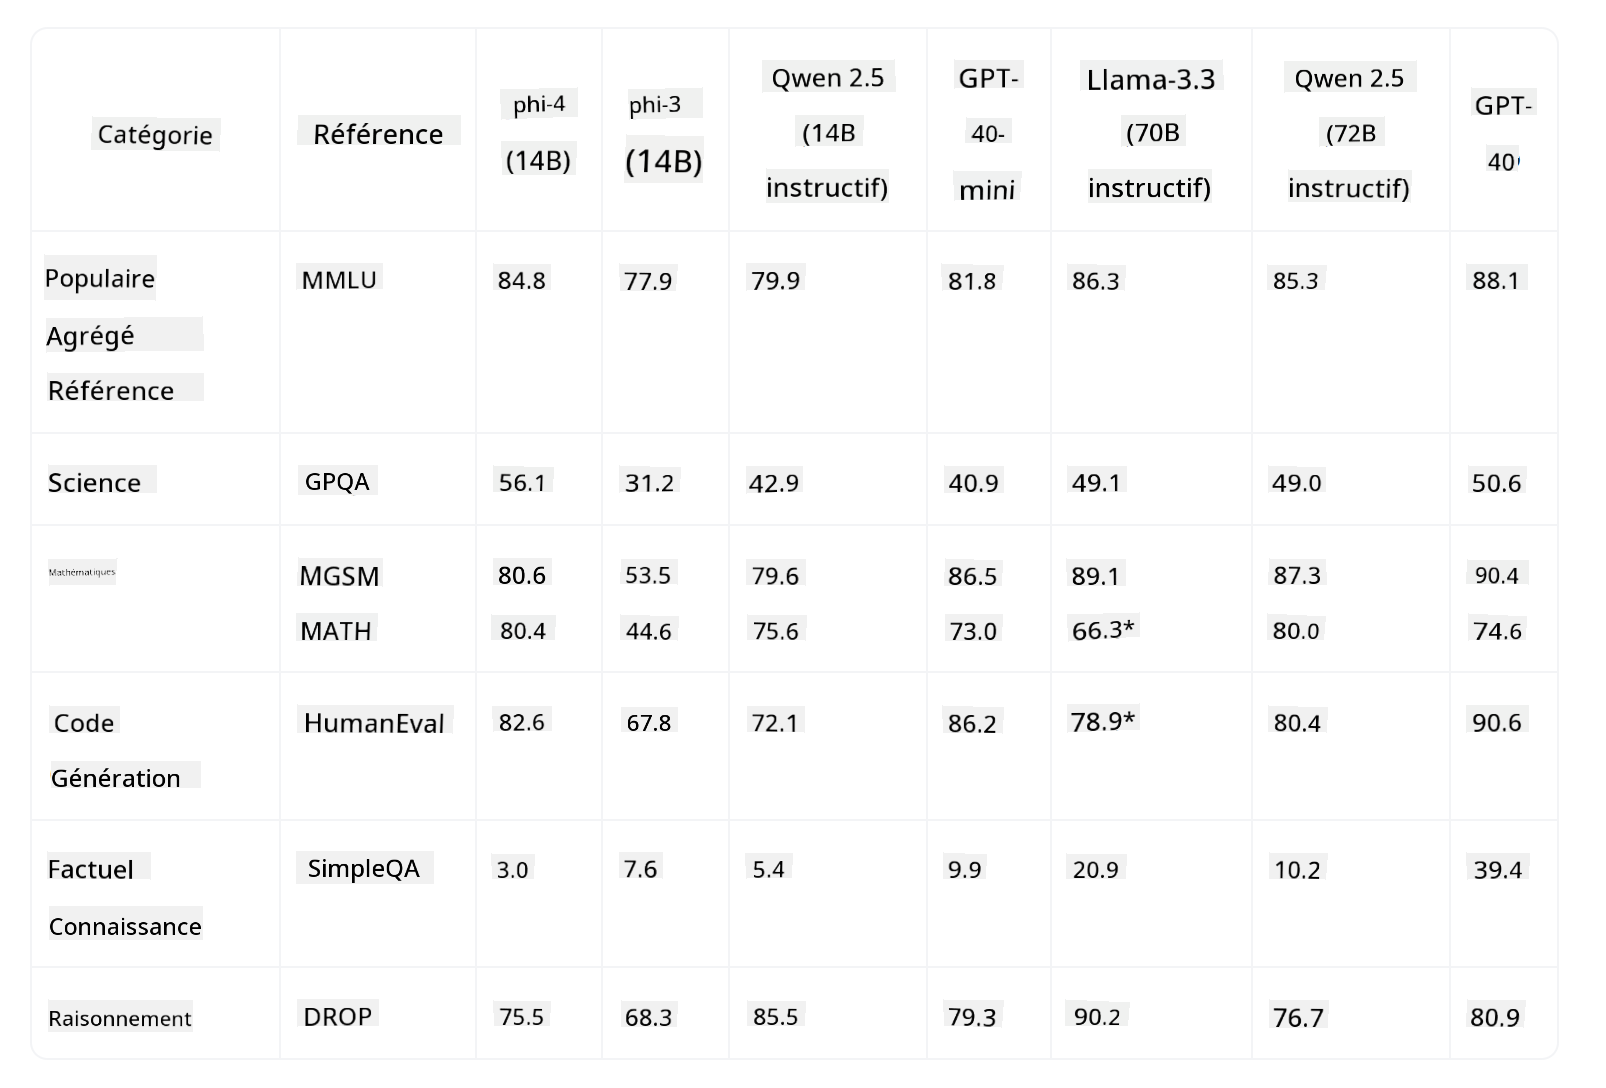 Catégorie Référence phi-4 (14B) phi-3 (14B) Qwen 2.5 (14B instructif) GPT-40-mini Llama-3.3 (70B instructif) Qwen 2.5 (72B instructif) GPT-40
Populaire MMLU 84.8 77.9 79.9 81.8 86.3 85.3 88.1
Agrégé
Référence
Science GPQA 56.1 31.2 42.9 40.9 49.1 49.0 50.6
Mathématiques MGSM 80.6 53.5 79.6 86.5 89.1 87.3 90.4
MATH 80.4 44.6 75.6 73.0 66.3* 80.0 74.6
Code HumanEval 82.6 67.8 72.1 86.2 78.9* 80.4 90.6
Génération
Factuel SimpleQA 3.0 7.6 5.4 9.9 20.9 10.2 39.4
Connaissance
Raisonnement DROP 75.5 68.3 85.5 79.3 90.2 76.7 80.9